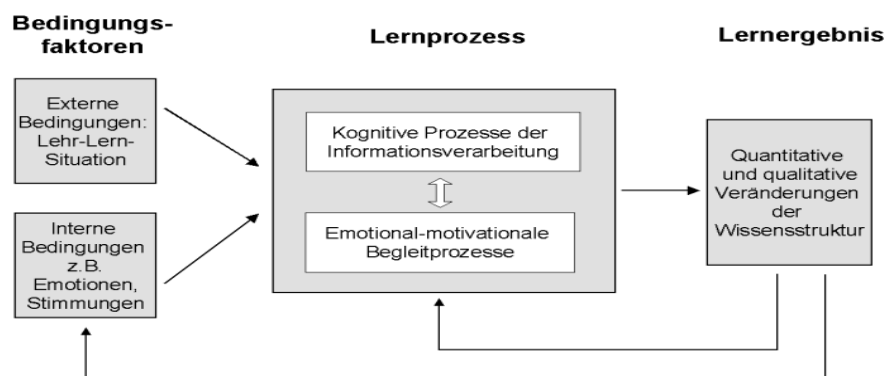 Bedingungs-
faktoren
Lernprozess
Lernergebnis
Externe
Bedingungen:
Lehr-Lern-
Situation
Interne
Bedingungen
z.B.
Emotionen,
Stimmungen
Kognitive Prozesse der
Informationsverarbeitung
Emotional-motivationale
Begleitprozesse
Quantitative
und qualitative
Veränderungen
der
Wissensstruktur